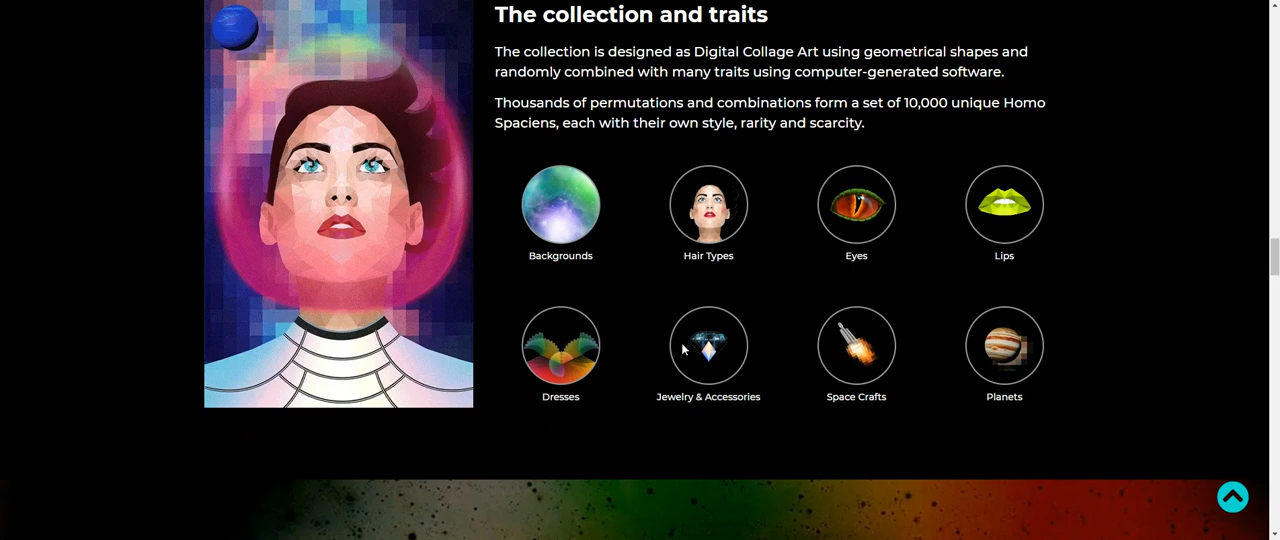 The collection and traits
The collection is designed as Digital Collage Art using geometrical shapes and
randomly combined with many traits using computer-generated software.
Thousands of permutations and combinations form a set of 10,000 unique Homo
Spaciens, each with their own style, rarity and scarcity.
Backgrounds
Hair Types
Eyes
Lips
Dresses
Jewelry & Accessories
Space Crafts
Planets